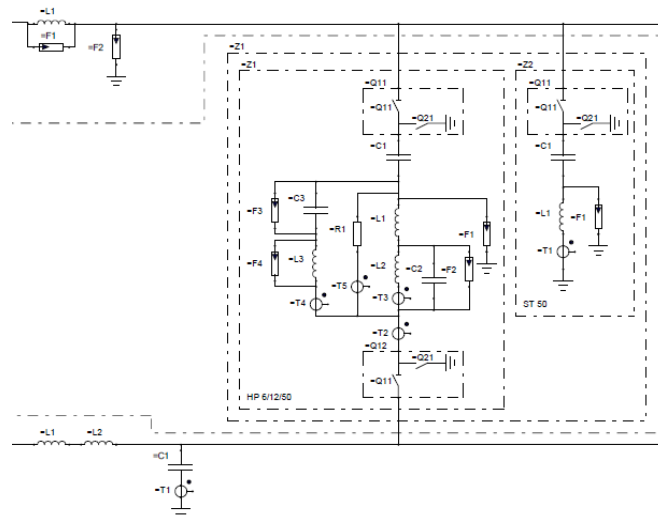 =L1
=F1
=F2
=Z1
=Z1
=Z2
=Q11
=Q11
=Q11
=Q11
=Q21
=Q21
=C1
=C1
=F3
=C3
=R1
=L1
=F1
=L1
=F1
=F4
=L3
=L2
=C2
=F2
=T1
=T5
=T3
=T4
=T2
ST 50
=Q12
=Q21
=Q11
HP 6/12/50
=L1
=L2
=C1
=T1